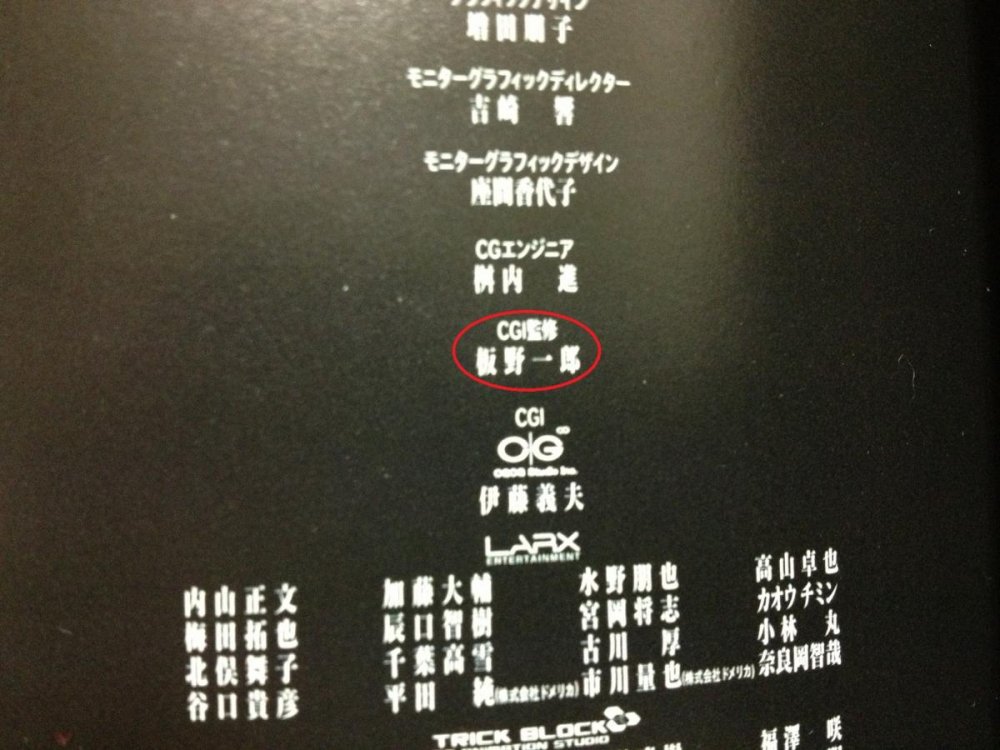 増田朋子
モニターグラフィックディレクター
吉崎 響
モニターグラフィックデザイン
座間香代子
CGエンジニア
桝内 進
CGI監修
板野一郎
CGI
OG
OGCG Studio Inc.
伊藤義夫
LARX
ENTERTAINMENT
内山正文 加藤大輔 水野朋也 高山卓也
梅田拓也 辰口智樹 宮岡将志 カオウチミン
北俣舞子 千葉高雪 古川 厚 小林 丸
谷口貴彦 平田 純(株式会社ドメリカ) 市川量也(株式会社ドメリカ) 奈良岡智哉
TRICK BLOCK
ANIMATION STUDIO
福澤 咲